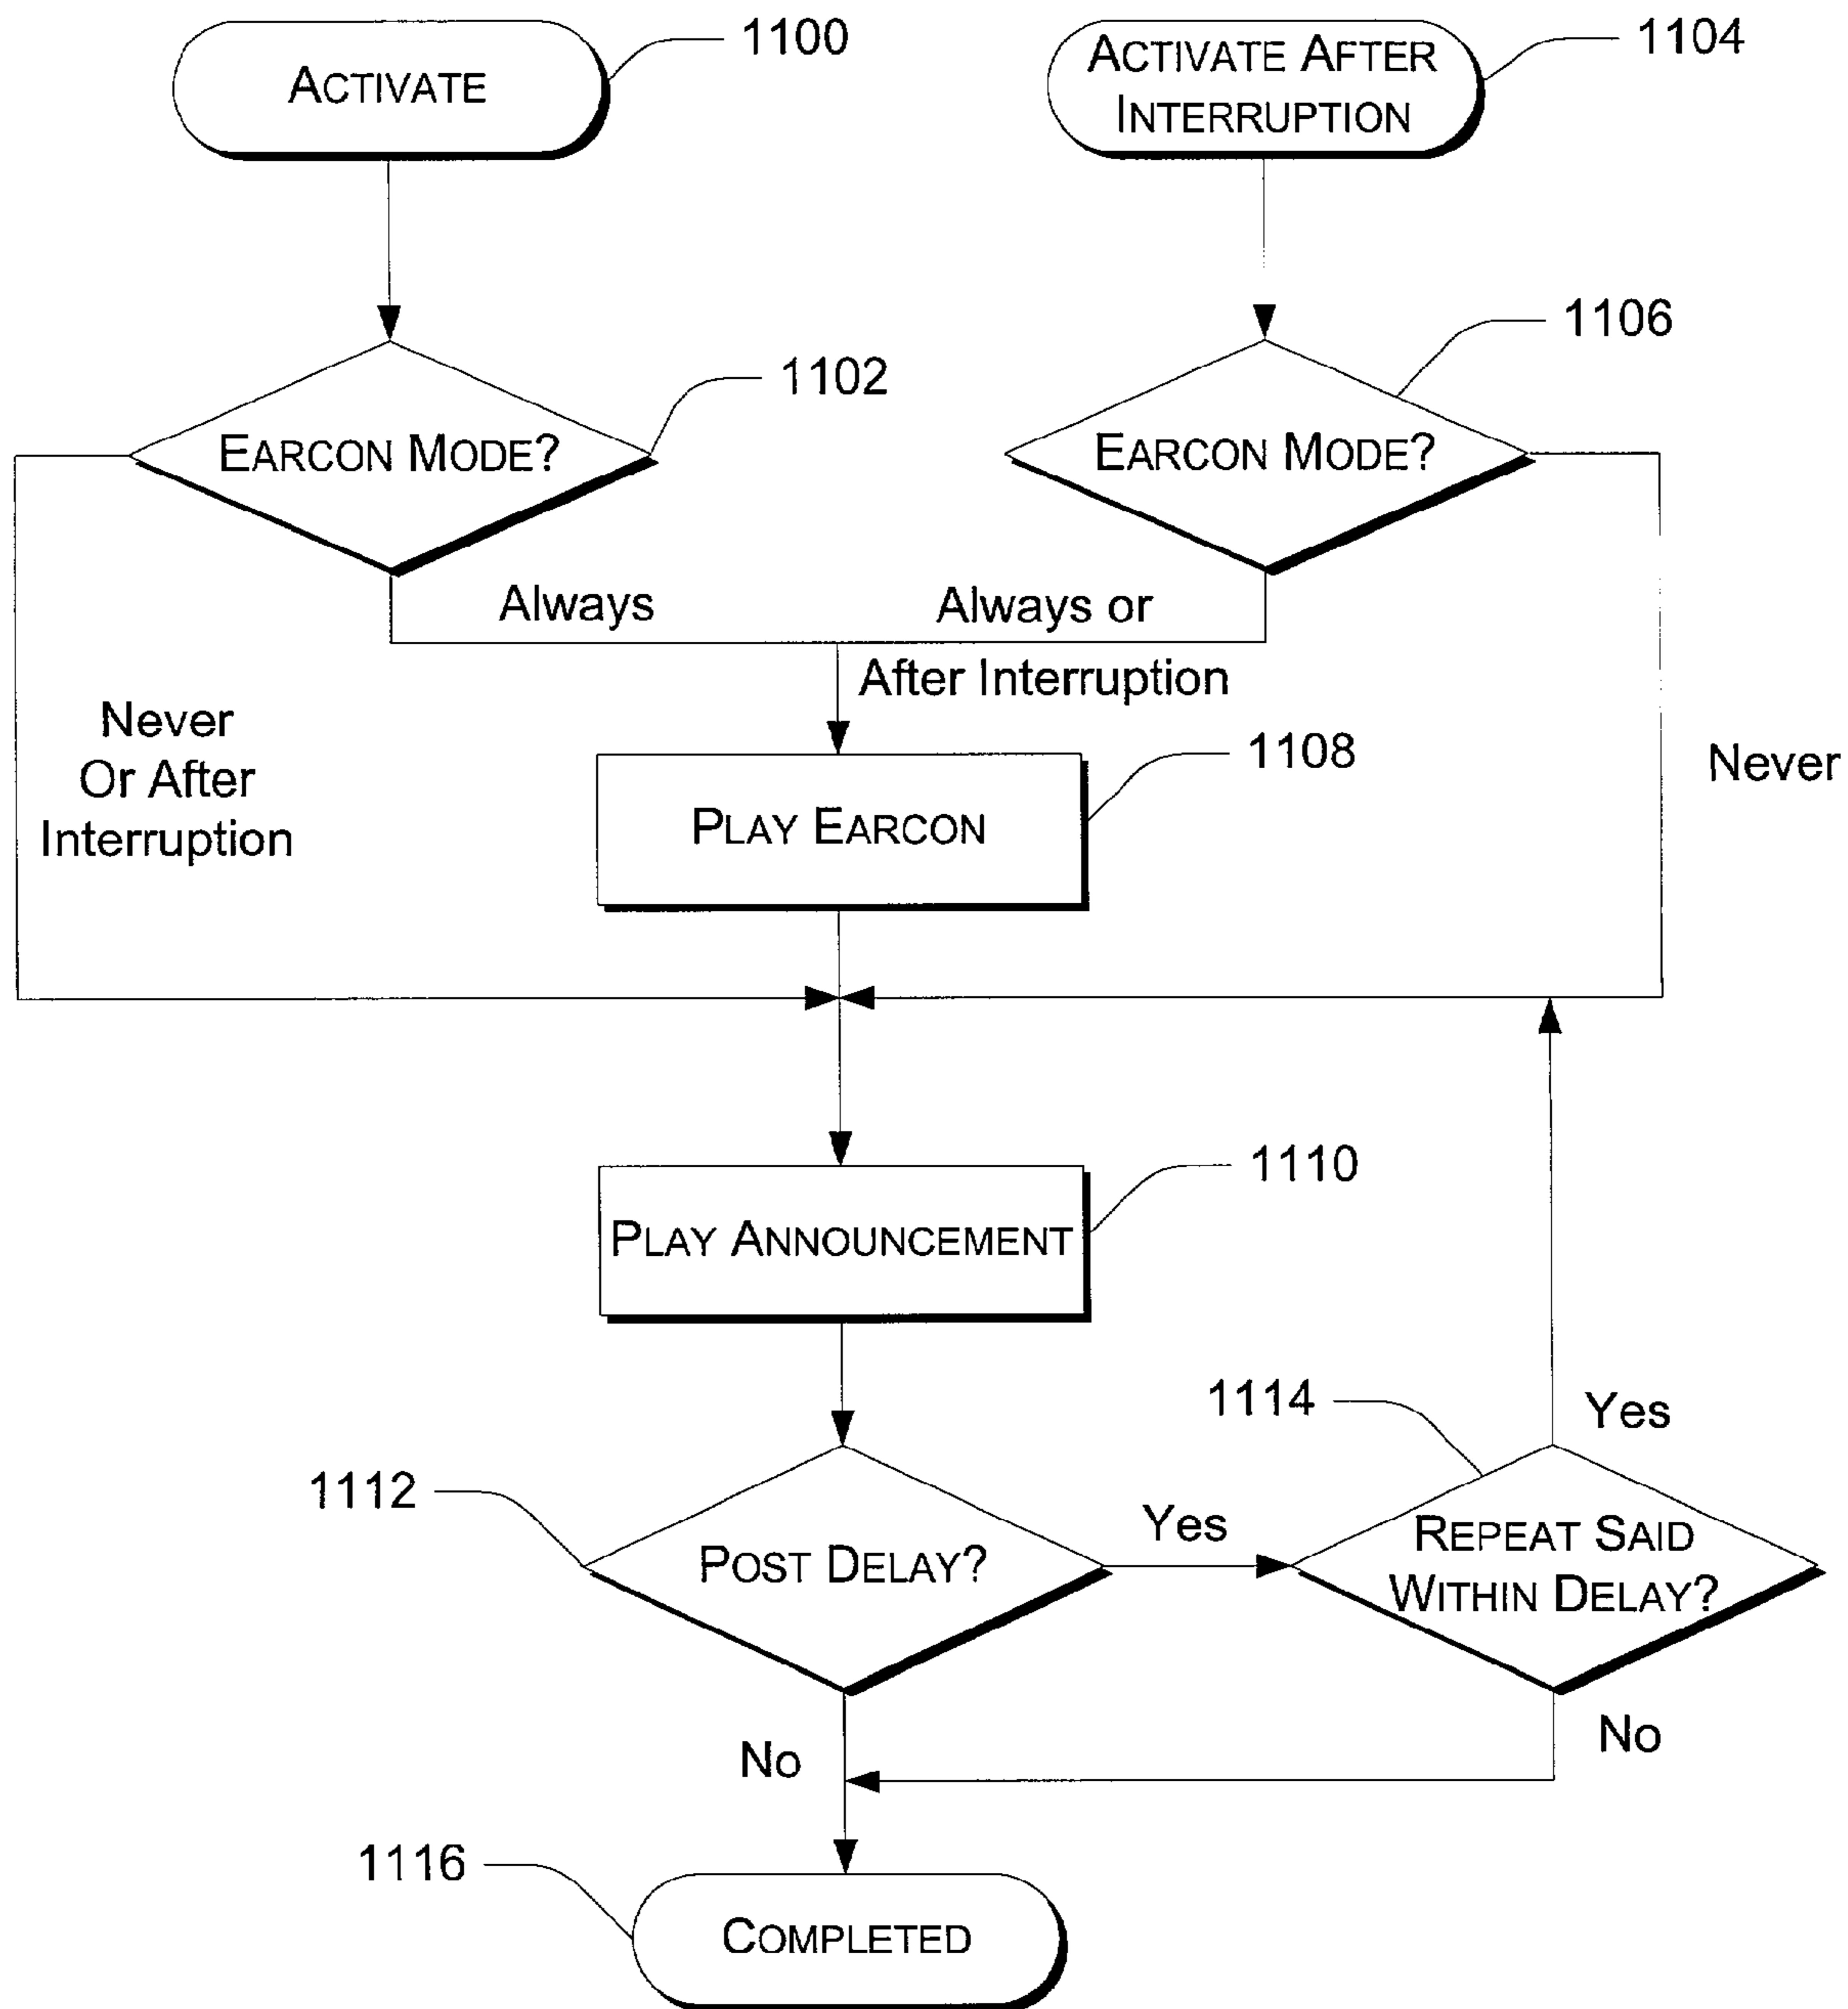 1100
ACTIVATE
1104
ACTIVATE AFTER
INTERRUPTION
1102
EARCON MODE?
1106
EARCON MODE?
Always
Always or
After Interruption
Never
Or After
Interruption
Never
1108
PLAY EARCON
1110
PLAY ANNOUNCEMENT
1112
POST DELAY?
Yes
1114
Yes
REPEAT SAID
WITHIN DELAY?
No
No
1116
COMPLETED